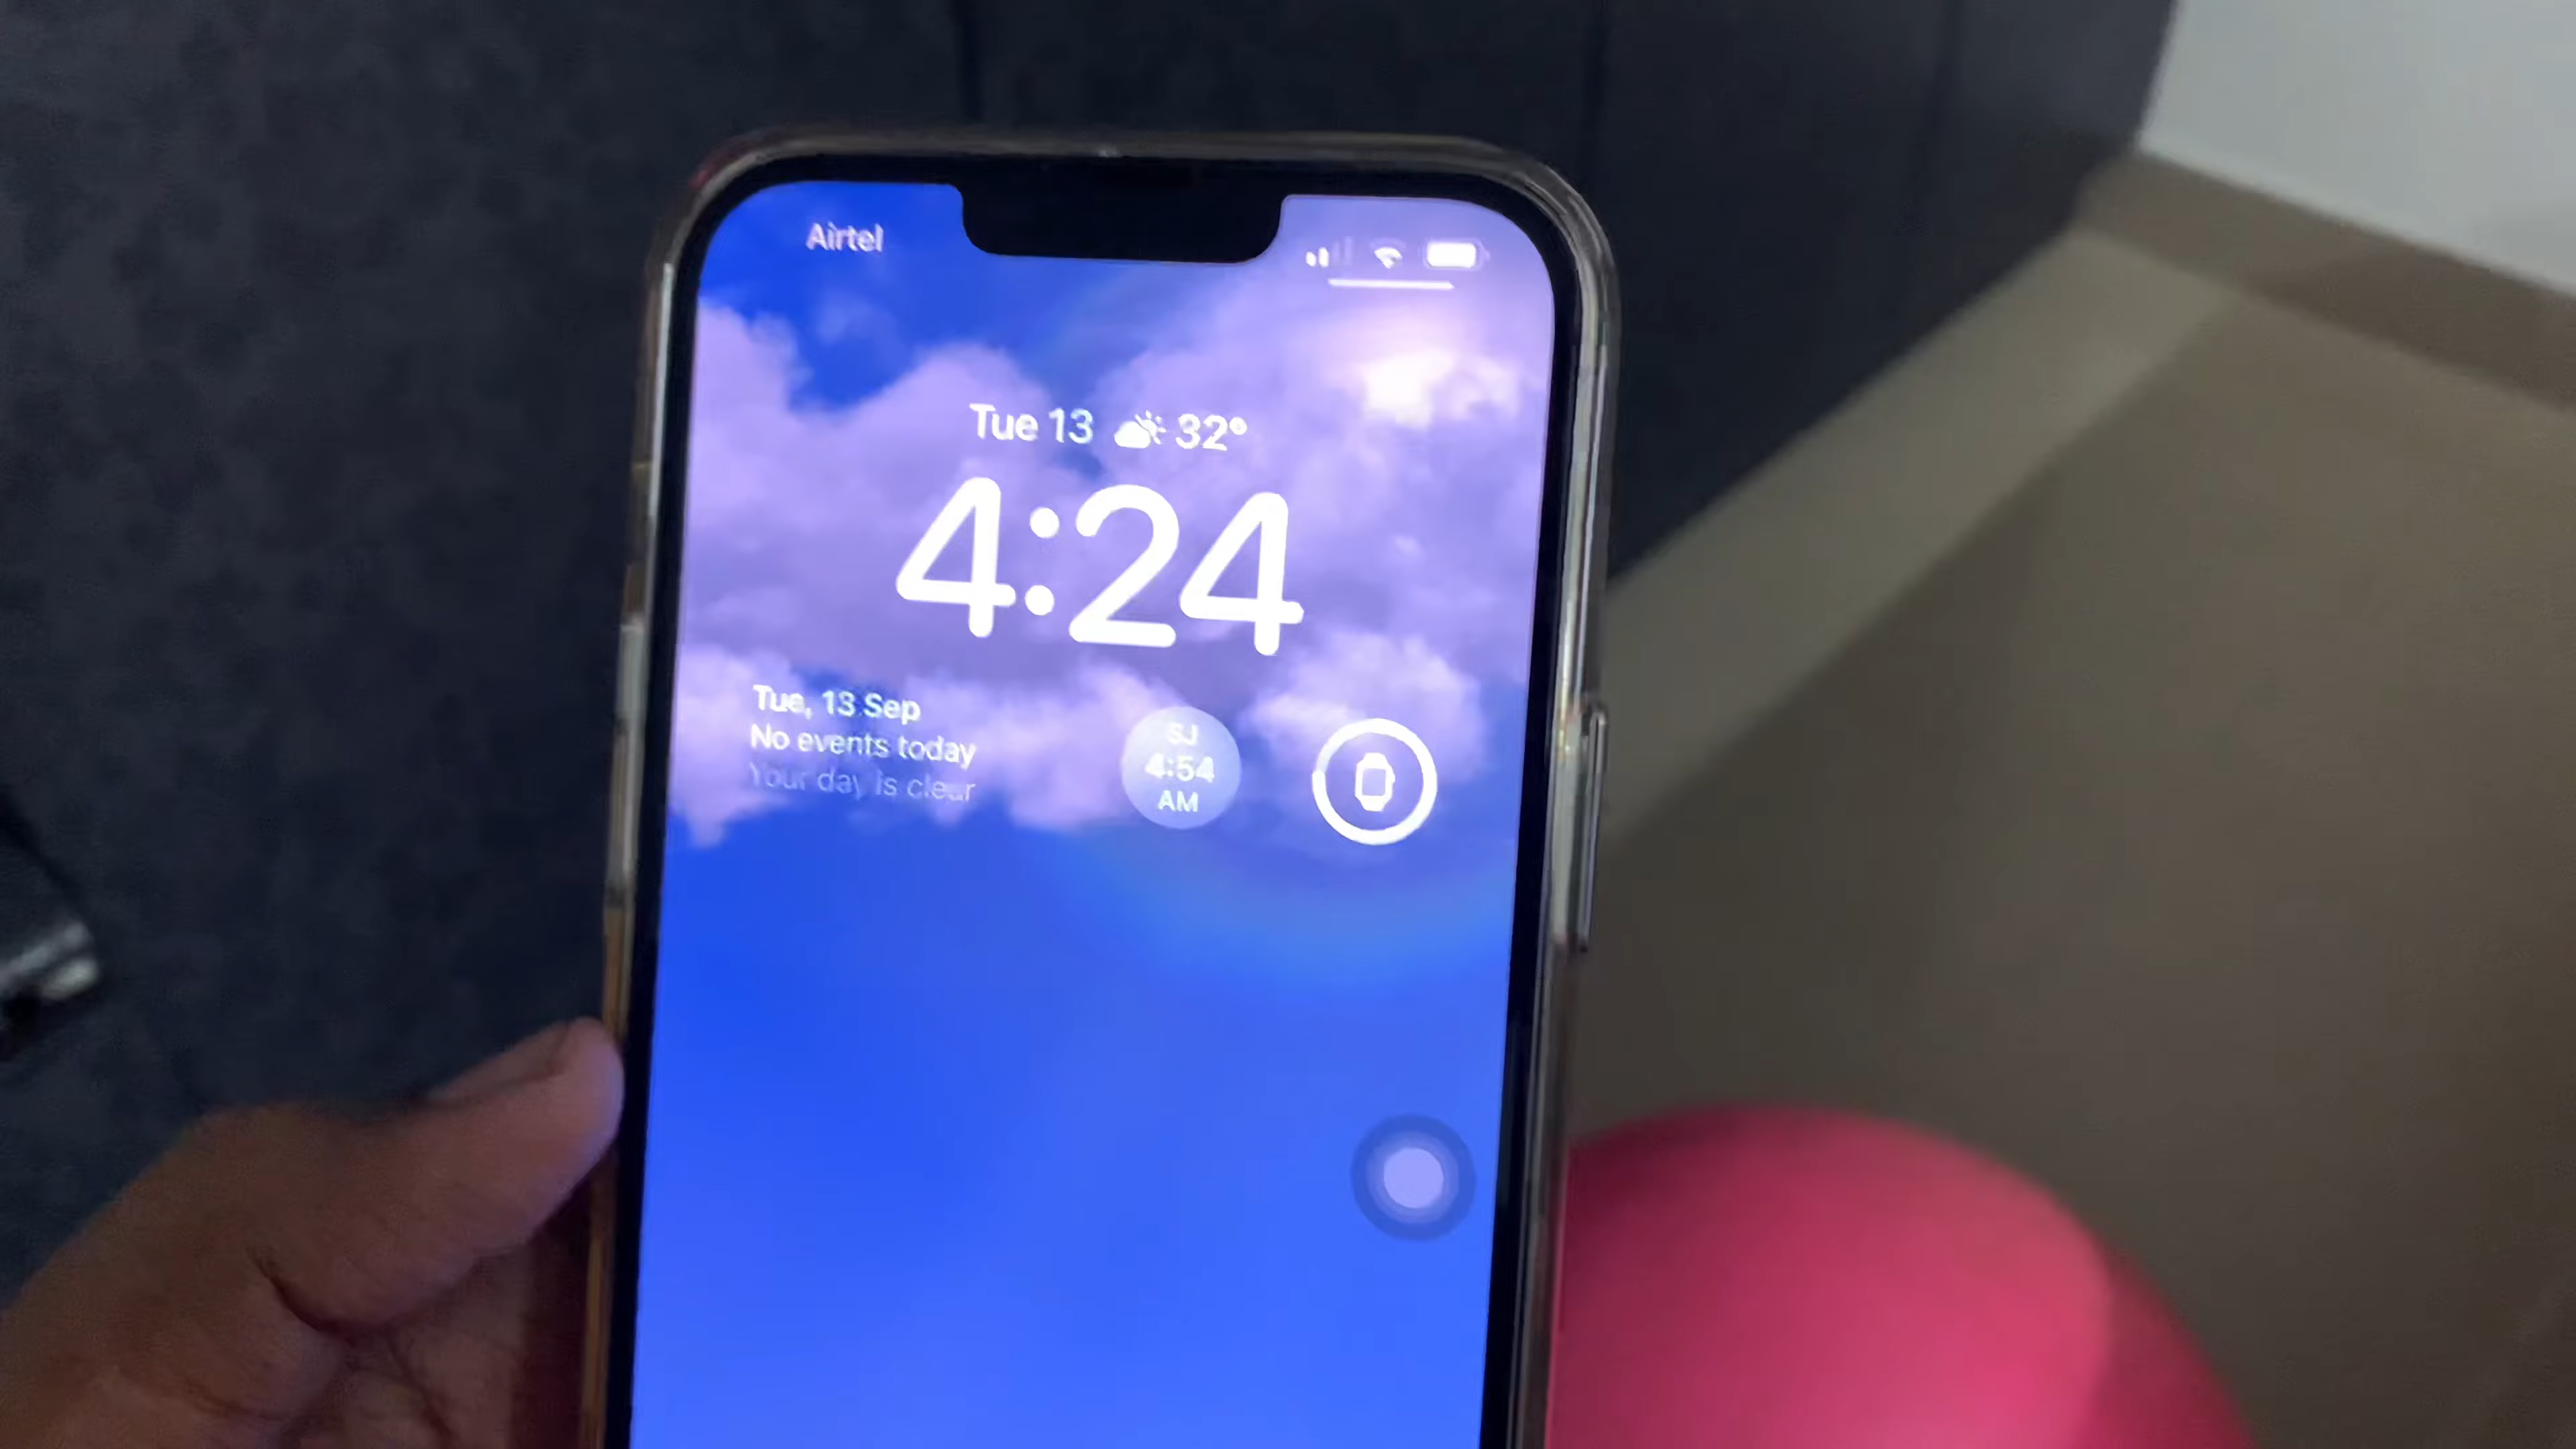 Airtel
Tue 13 32°
4:24
Tue, 13 Sep
No events today
Your day is clear
SJ
4:54
AM